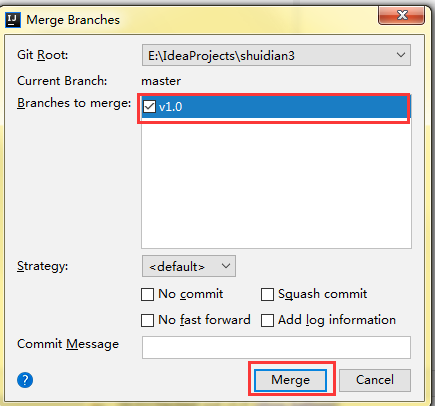 Merge Branches
Git Root: E:\IdeaProjects\shuidian3
Current Branch: master
Branches to merge: v1.0
Strategy: <default>
No commit Squash commit
No fast forward Add log information
Commit Message
? Merge Cancel